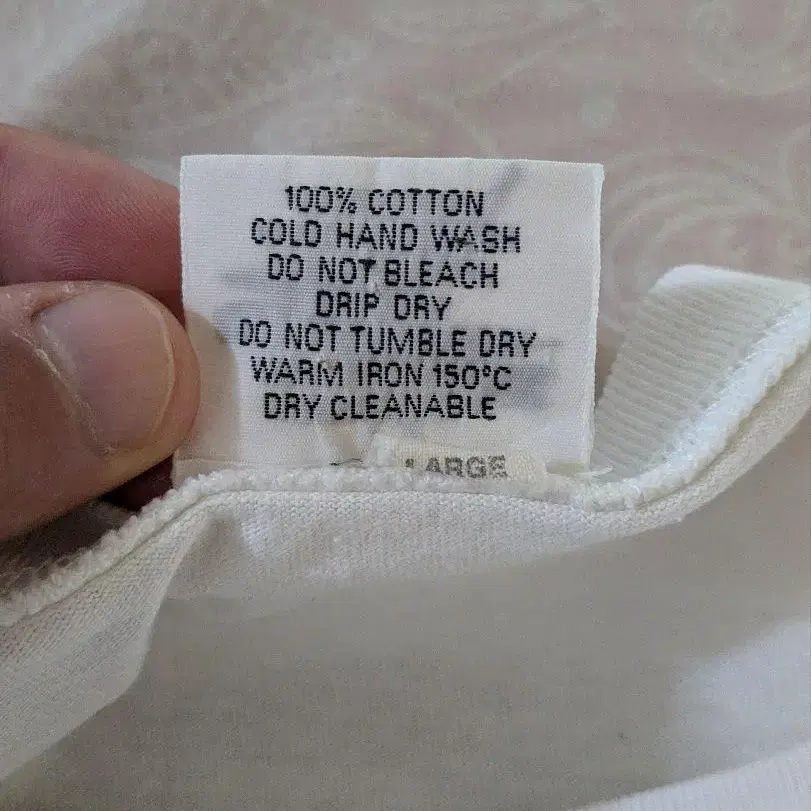 100% COTTON
COLD HAND WASH
DO NOT BLEACH
DRIP DRY
DO NOT TUMBLE DRY
WARM IRON 150°C
DRY CLEANABLE
LARGE